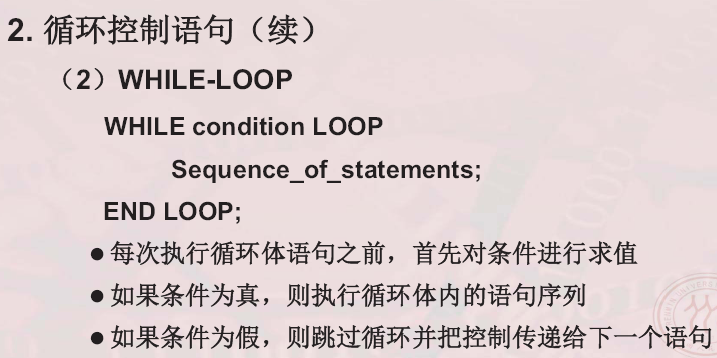 2. 循环控制语句（续）
（2）WHILE-LOOP
WHILE condition LOOP
Sequence_of_statements;
END LOOP;
●每次执行循环体语句之前，首先对条件进行求值
●如果条件为真，则执行循环体内的语句序列
●如果条件为假，则跳过循环并把控制传递给下一个语句